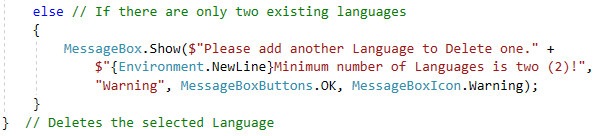 else // If there are only two existing languages
{
MessageBox.Show($"Please add another Language to Delete one." +
$"{Environment.NewLine}Minimum number of Languages is two (2)!",
"Warning", MessageBoxButtons.OK, MessageBoxIcon.Warning);
}
} // Deletes the selected Language